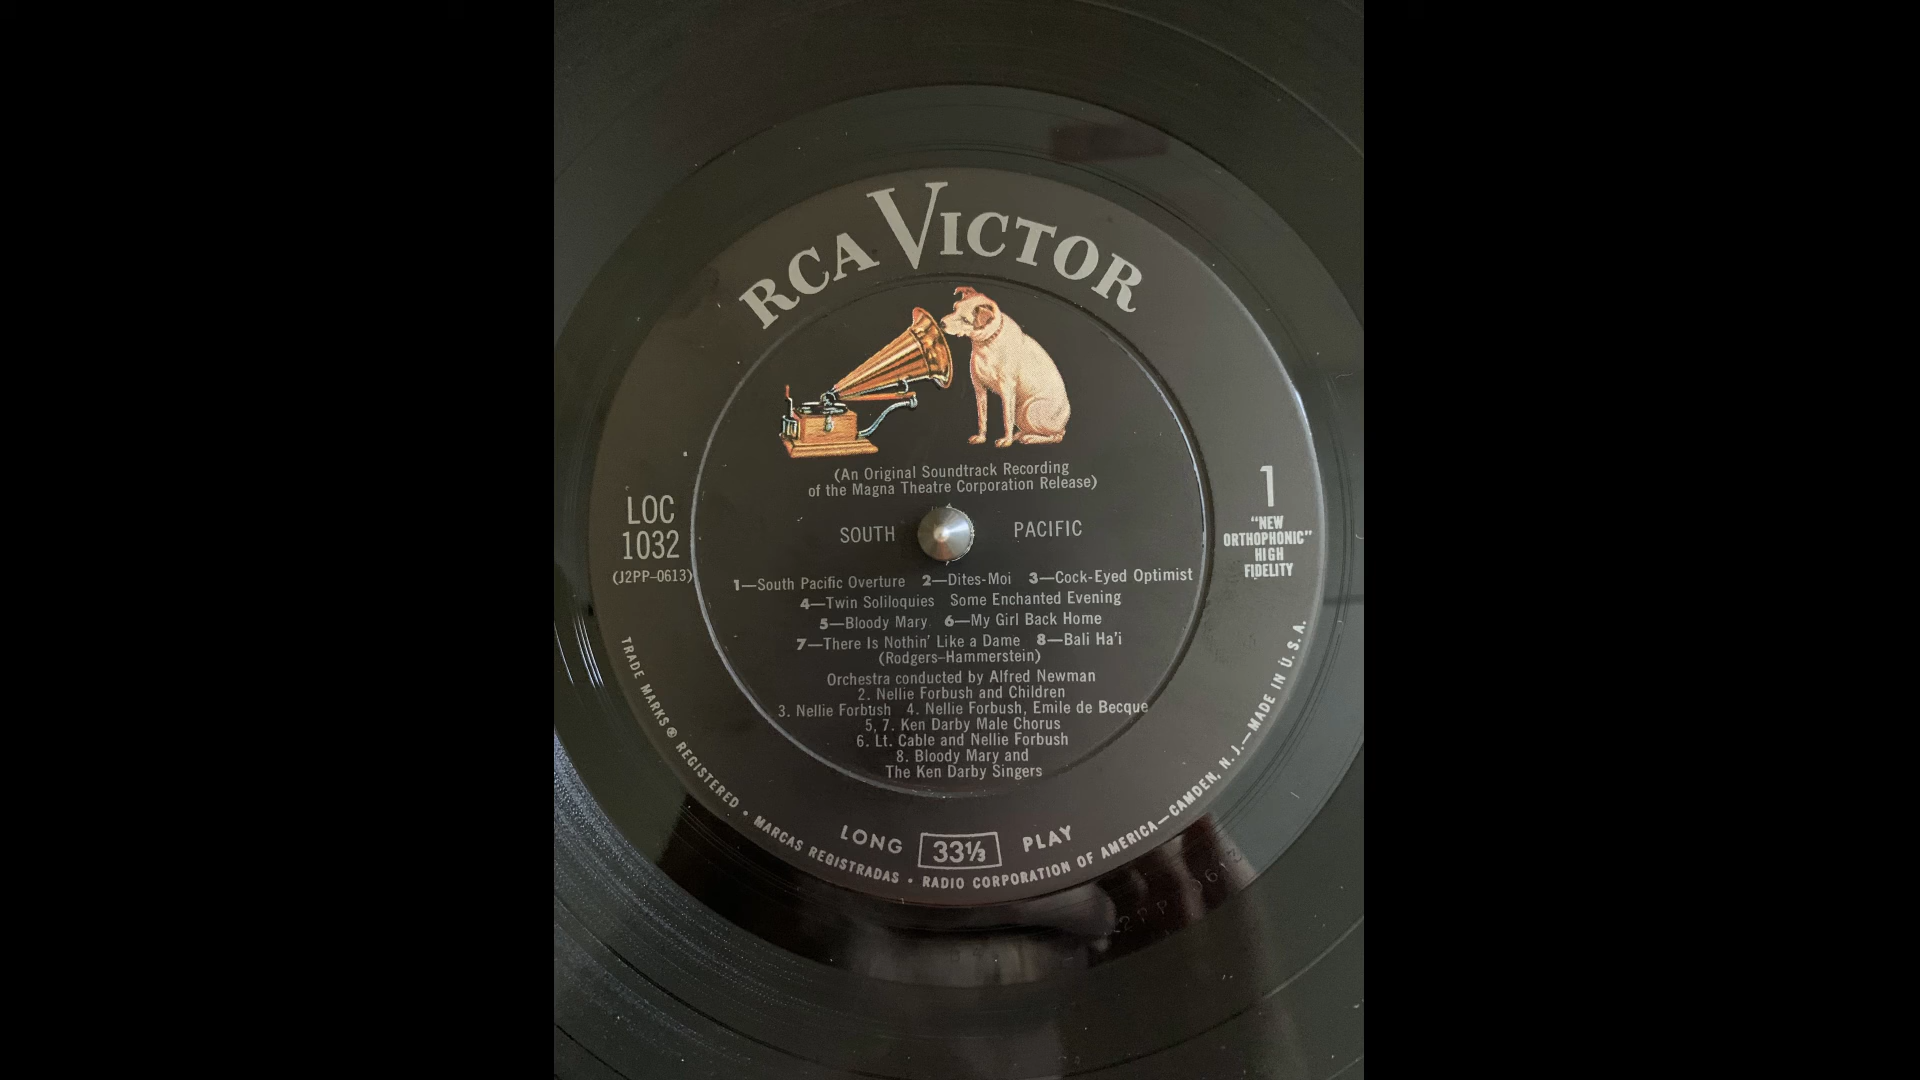 RCA VICTOR
(An Original Soundtrack Recording
of the Magna Theatre Corporation Release)
LOC
1032
(J2PP–0613)
SOUTH PACIFIC
1
“NEW
ORTHOPHONIC”
HIGH
FIDELITY
1—South Pacific Overture 2—Dites-Moi 3—Cock-Eyed Optimist
4—Twin Soliloquies Some Enchanted Evening
5—Bloody Mary 6—My Girl Back Home
7—There Is Nothin’ Like a Dame 8—Bali Ha’i
(Rodgers–Hammerstein)
Orchestra conducted by Alfred Newman
2. Nellie Forbush and Children
3. Nellie Forbush 4. Nellie Forbush, Emile de Becque
5, 7. Ken Darby Male Chorus
6. Lt. Cable and Nellie Forbush
8. Bloody Mary and
The Ken Darby Singers
LONG 33⅓ PLAY
TRADE MARKS ® REGISTERED • MARCAS REGISTRADAS • RADIO CORPORATION OF AMERICA—CAMDEN, N. J.—MADE IN U. S. A.